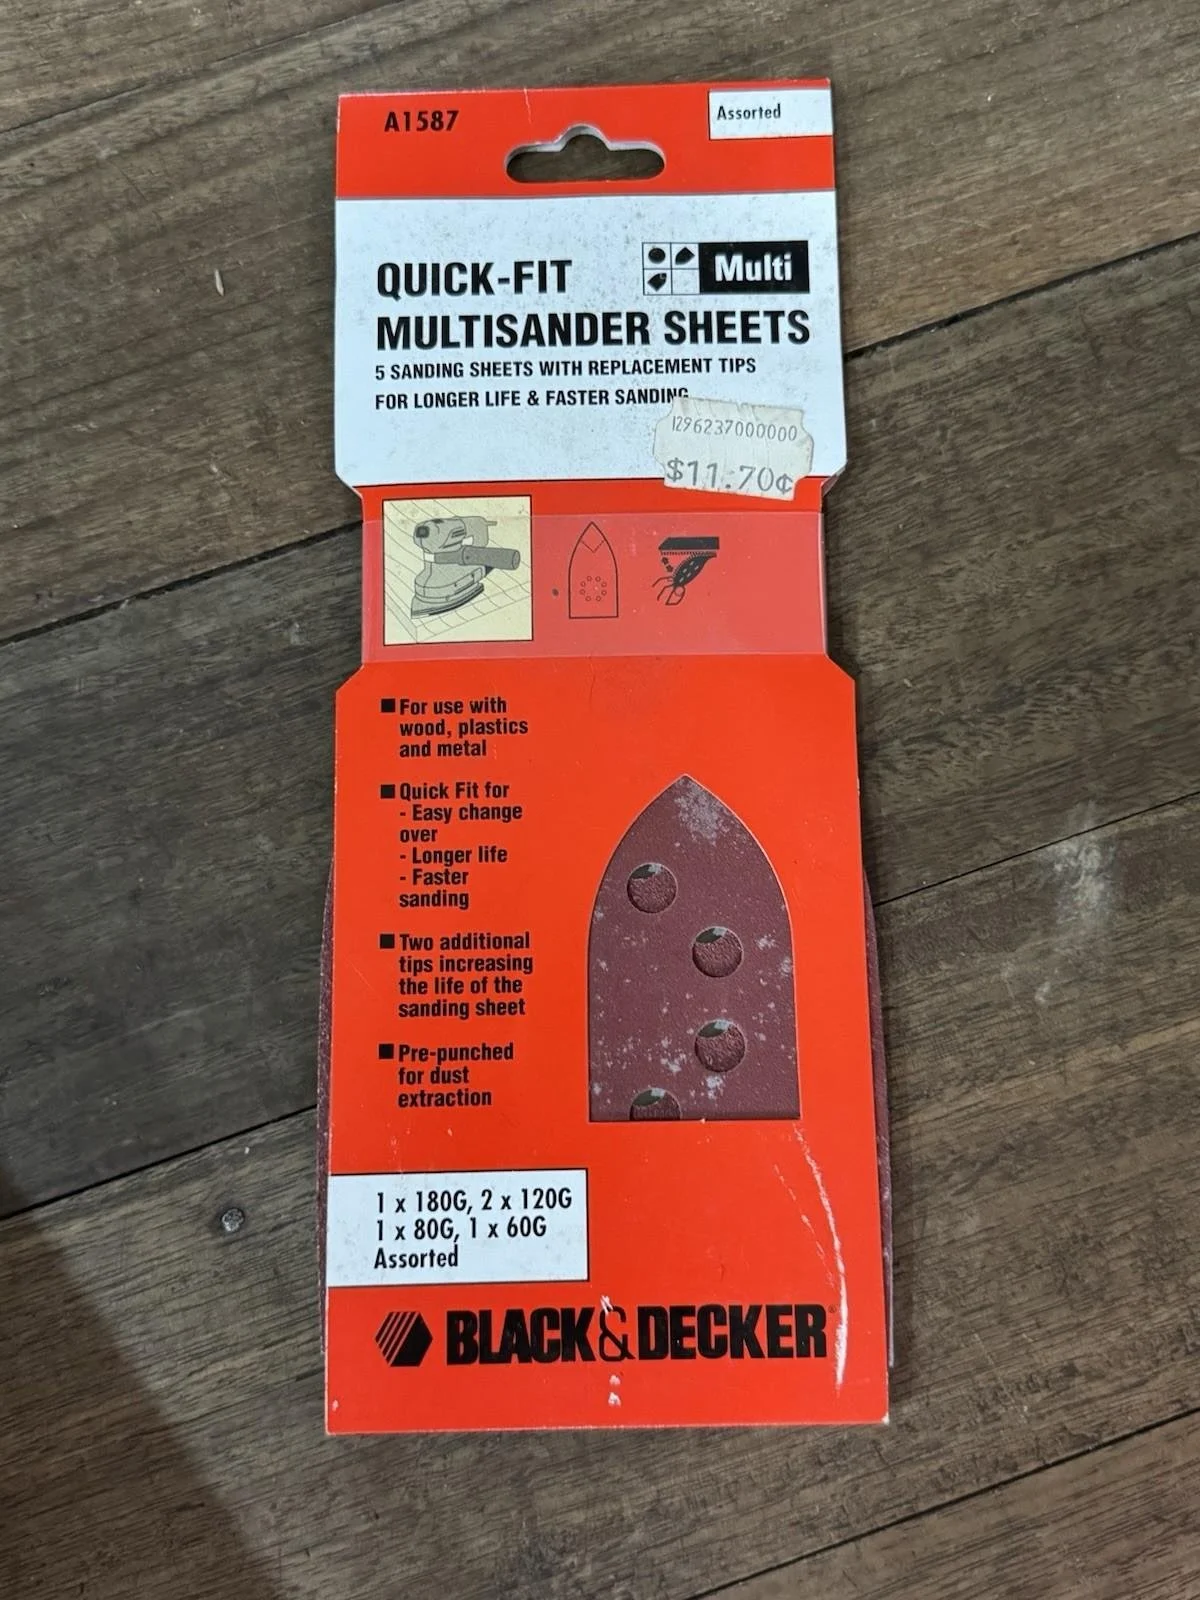 A1587
Assorted
QUICK-FIT
Multi
MULTISANDER SHEETS
5 SANDING SHEETS WITH REPLACEMENT TIPS
FOR LONGER LIFE & FASTER SANDING
1296237000000
$11.70¢
■ For use with
wood, plastics
and metal
■ Quick Fit for
- Easy change
over
- Longer life
- Faster
sanding
■ Two additional
tips increasing
the life of the
sanding sheet
■ Pre-punched
for dust
extraction
1 x 180G, 2 x 120G
1 x 80G, 1 x 60G
Assorted
BLACK&DECKER®